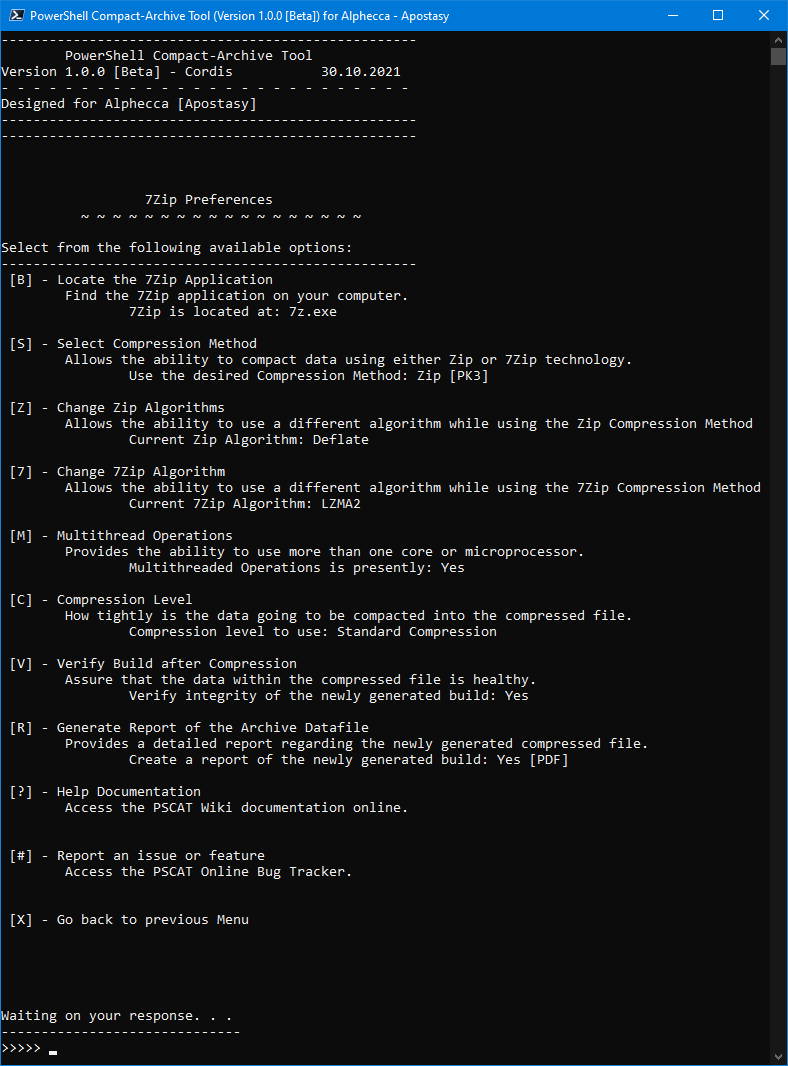 PowerShell Compact-Archive Tool (Version 1.0.0 [Beta]) for Alphecca - Apostasy
----------------------------------------------------
PowerShell Compact-Archive Tool
Version 1.0.0 [Beta] - Cordis 30.10.2021
- - - - - - - - - - - - - - - - - - - - - - - - - -
Designed for Alphecca [Apostasy]
----------------------------------------------------
----------------------------------------------------
7Zip Preferences
~ ~ ~ ~ ~ ~ ~ ~ ~ ~ ~ ~ ~ ~ ~ ~ ~ ~
Select from the following available options:
----------------------------------------------------
[B] - Locate the 7Zip Application
Find the 7Zip application on your computer.
7Zip is located at: 7z.exe
[S] - Select Compression Method
Allows the ability to compact data using either Zip or 7Zip technology.
Use the desired Compression Method: Zip [PK3]
[Z] - Change Zip Algorithms
Allows the ability to use a different algorithm while using the Zip Compression Method
Current Zip Algorithm: Deflate
[7] - Change 7Zip Algorithm
Allows the ability to use a different algorithm while using the 7Zip Compression Method
Current 7Zip Algorithm: LZMA2
[M] - Multithread Operations
Provides the ability to use more than one core or microprocessor.
Multithreaded Operations is presently: Yes
[C] - Compression Level
How tightly is the data going to be compacted into the compressed file.
Compression level to use: Standard Compression
[V] - Verify Build after Compression
Assure that the data within the compressed file is healthy.
Verify integrity of the newly generated build: Yes
[R] - Generate Report of the Archive Datafile
Provides a detailed report regarding the newly generated compressed file.
Create a report of the newly generated build: Yes [PDF]
[?] - Help Documentation
Access the PSCAT Wiki documentation online.
[#] - Report an issue or feature
Access the PSCAT Online Bug Tracker.
[X] - Go back to previous Menu
Waiting on your response. . .
------------------------------
>>>>> _